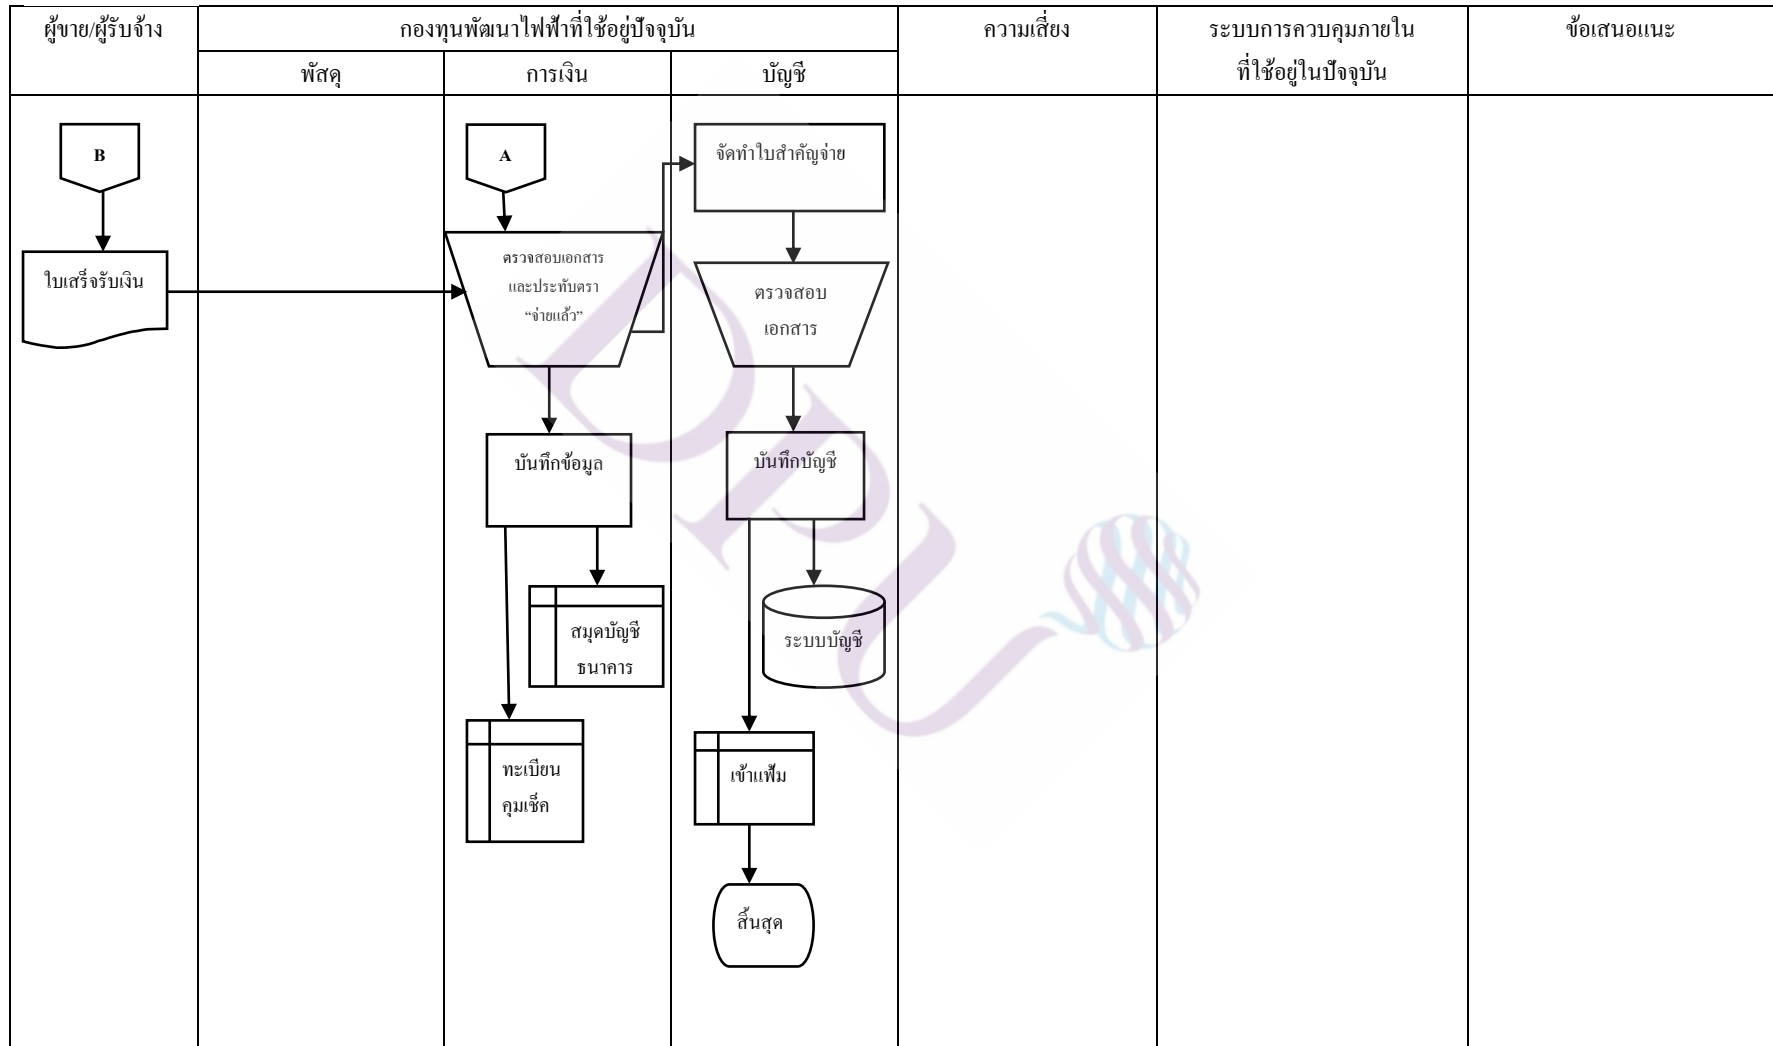 ผู้ขาย/ผู้รับจ้าง
กองทุนพัฒนาไฟฟ้าที่ใช้อยู่ปัจจุบัน
ความเสี่ยง
ระบบการควบคุมภายใน
ที่ใช้อยู่ในปัจจุบัน
ข้อเสนอแนะ
พัสดุ
การเงิน
บัญชี
B
A
จัดทำใบสำคัญจ่าย
ใบเสร็จรับเงิน
ตรวจสอบเอกสาร
และประทับตรา
“จ่ายแล้ว”
ตรวจสอบ
เอกสาร
บันทึกข้อมูล
บันทึกบัญชี
สมุดบัญชี
ธนาคาร
ระบบบัญชี
ทะเบียน
คุมเช็ค
เข้าแฟ้ม
สิ้นสุด
DPU